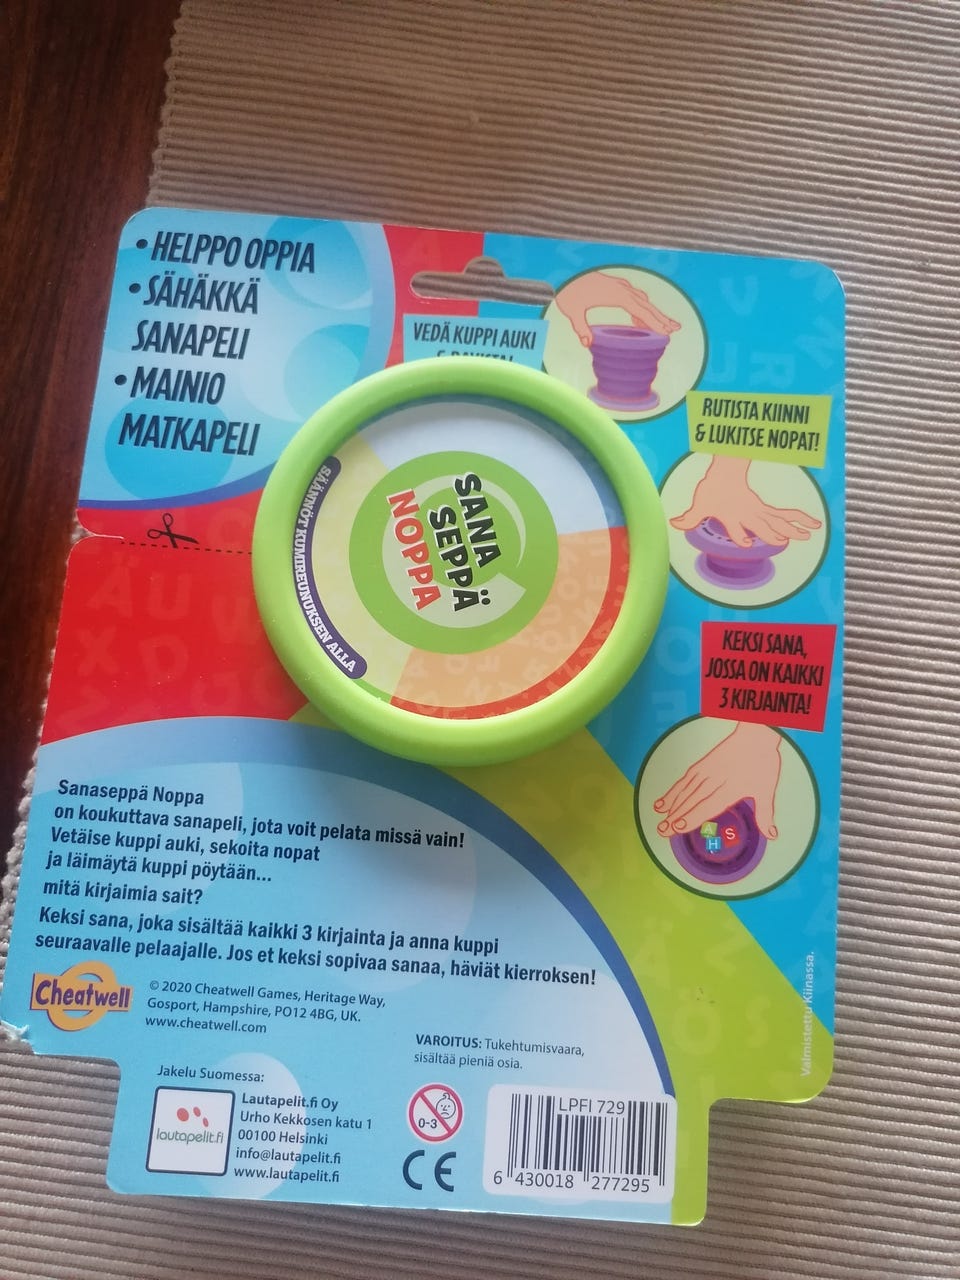 • HELPPO OPPIA
• SÄHÄKKÄ
SANAPELI
• MAINIO
MATKAPELI
VEDÄ KUPPI AUKI
& RAVISTA!
RUTISTA KIINNI
& LUKITSE NOPAT!
KEKSI SANA,
JOSSA ON KAIKKI
3 KIRJAINTA!
A
S
H
SÄÄNNÖT KUMIREUNUKSEN ALLA
SANA
SEPPÄ
NOPPA
Sanaseppä Noppa
on koukuttava sanapeli, jota voit pelata missä vain!
Vetäise kuppi auki, sekoita nopat
ja läimäytä kuppi pöytään...
mitä kirjaimia sait?
Keksi sana, joka sisältää kaikki 3 kirjainta ja anna kuppi
seuraavalle pelaajalle. Jos et keksi sopivaa sanaa, häviät kierroksen!
Cheatwell
© 2020 Cheatwell Games, Heritage Way,
Gosport, Hampshire, PO12 4BG, UK.
www.cheatwell.com
VAROITUS: Tukehtumisvaara,
sisältää pieniä osia.
Valmistettu Kiinassa.
Jakelu Suomessa:
lautapelit.fi
Lautapelit.fi Oy
Urho Kekkosen katu 1
00100 Helsinki
info@lautapelit.fi
www.lautapelit.fi
0-3
CE
LPFI 729
6 430018 277295